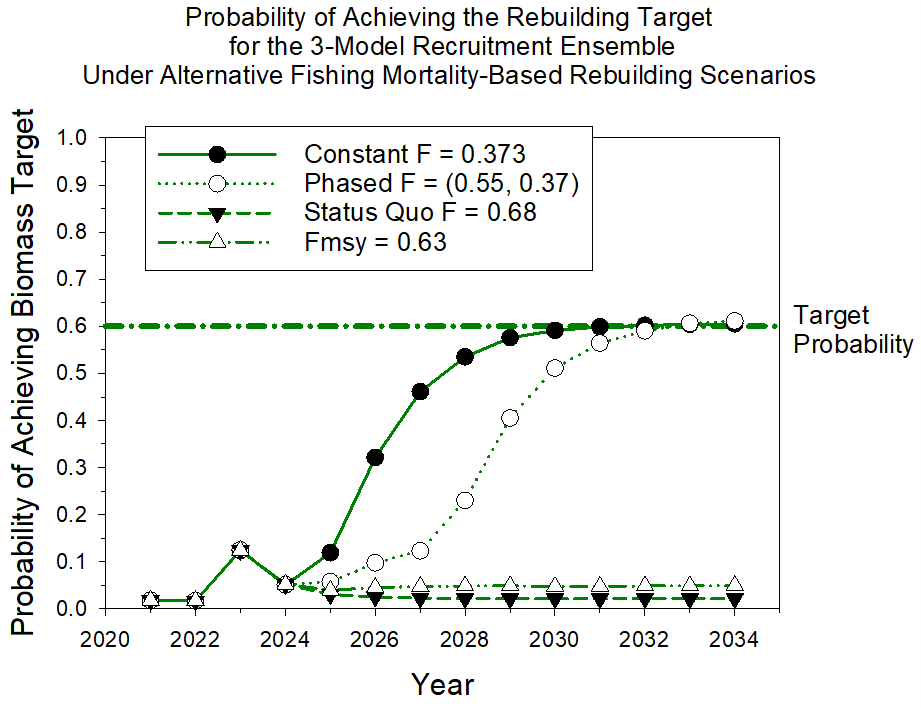 Probability of Achieving the Rebuilding Target
for the 3-Model Recruitment Ensemble
Under Alternative Fishing Mortality-Based Rebuilding Scenarios
Probability of Achieving Biomass Target
1.0
0.9
0.8
0.7
0.6
0.5
0.4
0.3
0.2
0.1
0.0
Constant F = 0.373
Phased F = (0.55, 0.37)
Status Quo F = 0.68
Fmsy = 0.63
Target
Probability
2020 2022 2024 2026 2028 2030 2032 2034
Year